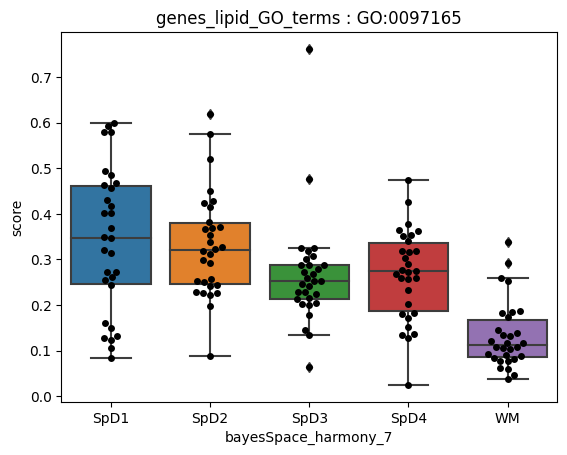 genes_lipid_GO_terms : GO:0097165
score
0.7
0.6
0.5
0.4
0.3
0.2
0.1
0.0
SpD1 SpD2 SpD3 SpD4 WM
bayesSpace_harmony_7